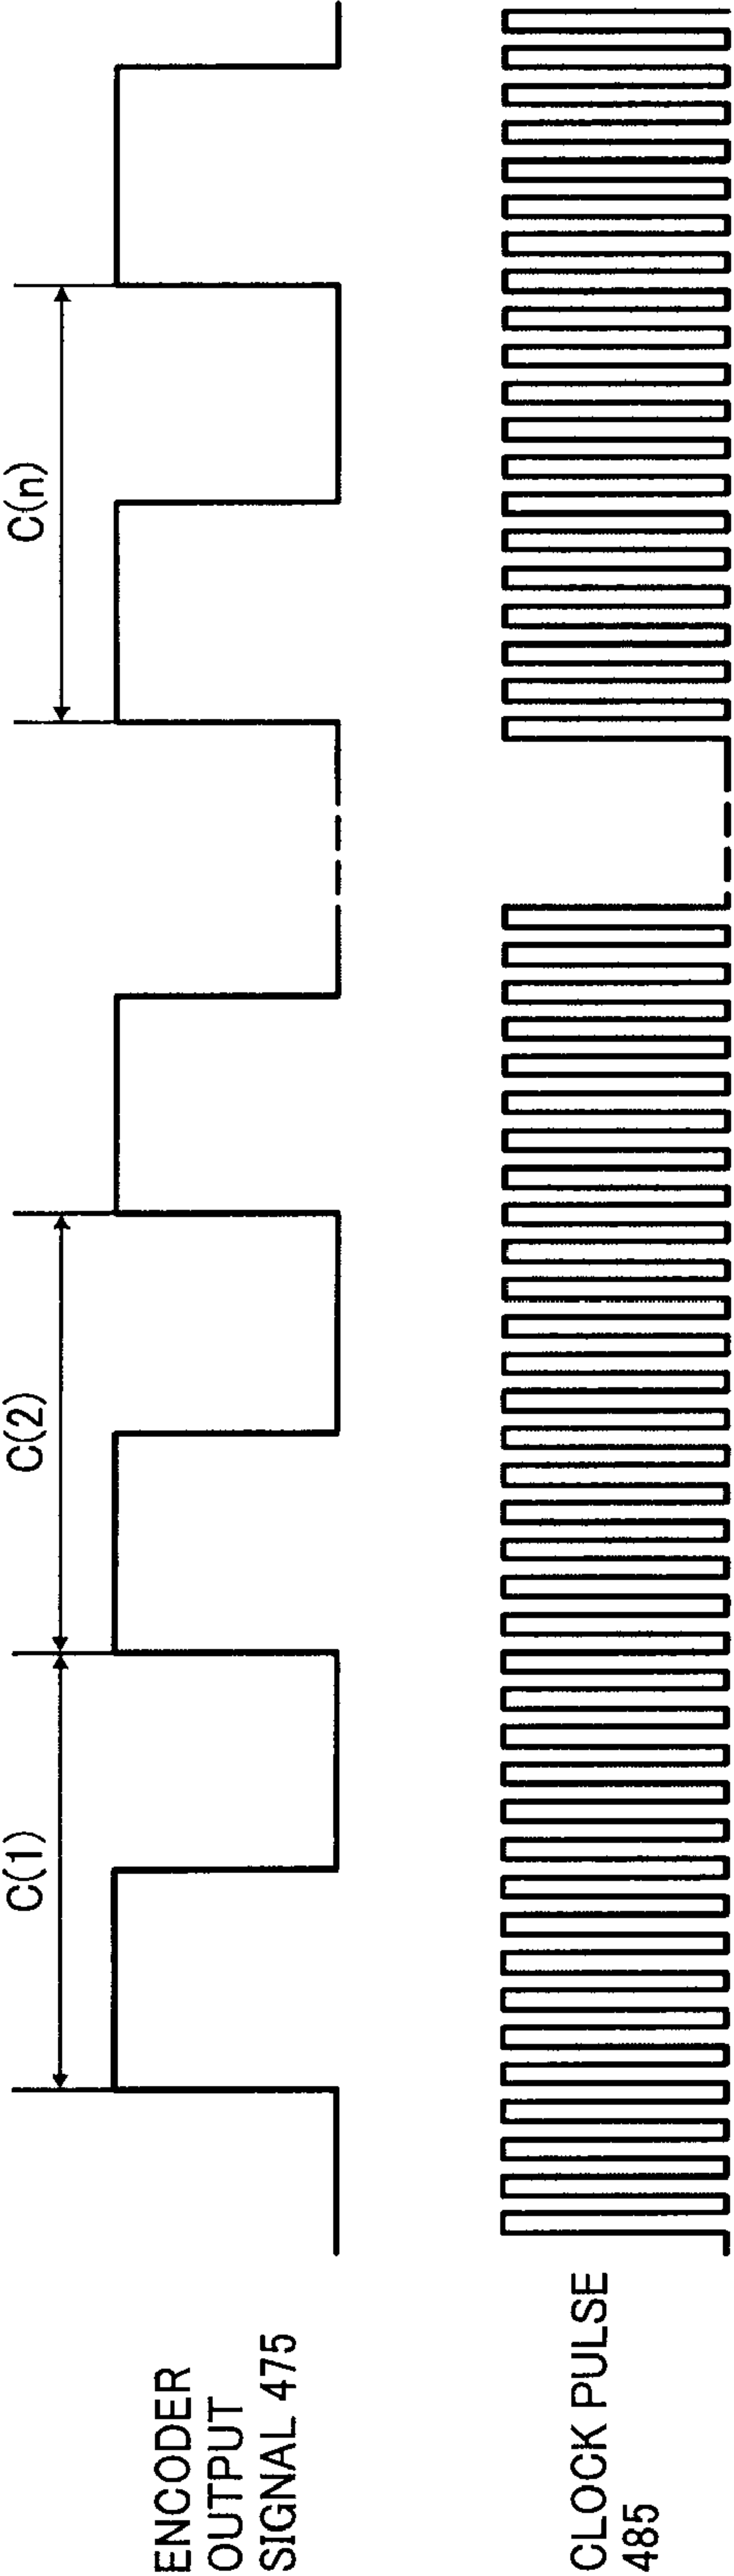 C(1)
C(2)
C(n)
ENCODER
OUTPUT
SIGNAL 475
CLOCK PULSE
485